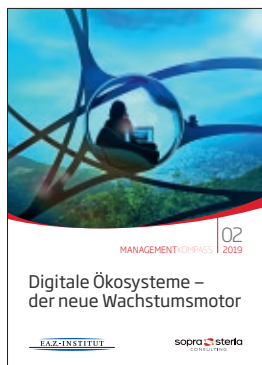 02
MANAGEMENTKOMPASS 2019
Digitale Ökosysteme –
der neue Wachstumsmotor
F.A.Z.-INSTITUT
sopra steria
CONSULTING